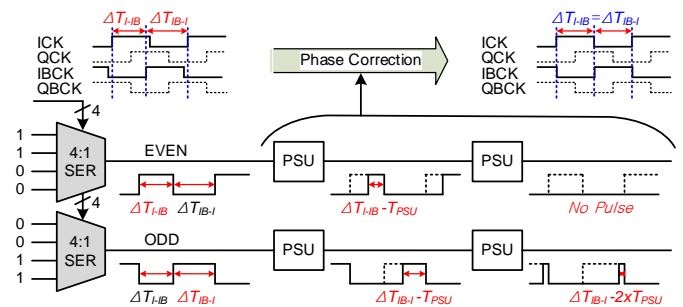 ΔT_I-IB ΔT_IB-I
ICK
QCK
IBCK
QBCK
Phase Correction
ΔT_I-IB=ΔT_IB-I
ICK
QCK
IBCK
QBCK
4
1
1
0
0
4:1
SER
EVEN
PSU
PSU
ΔT_I-IB ΔT_IB-I
ΔT_I-IB-T_PSU
No Pulse
4
0
0
1
1
4:1
SER
ODD
PSU
PSU
ΔT_I-IB ΔT_IB-I
ΔT_IB-I-T_PSU
ΔT_IB-I-2xT_PSU